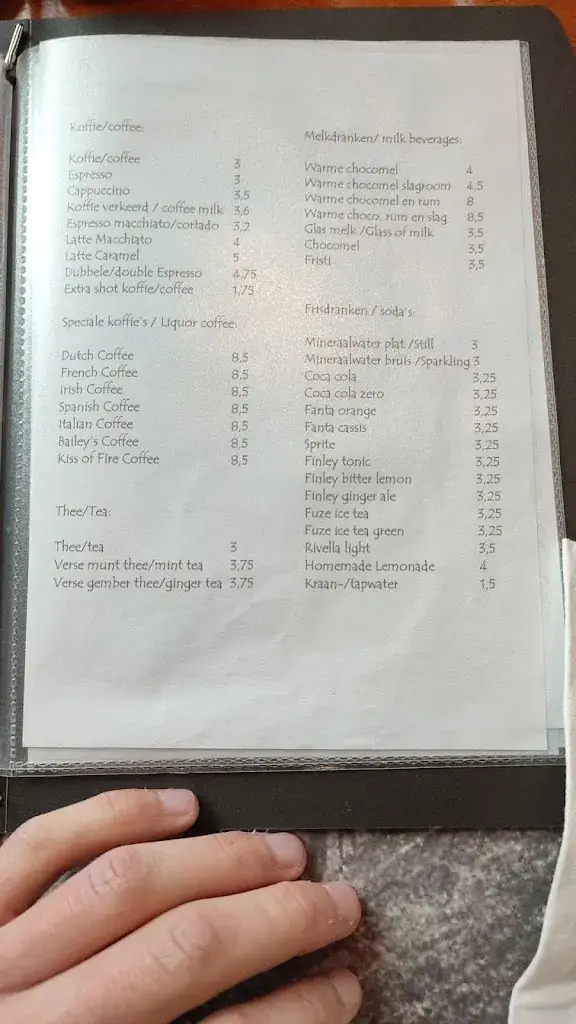 Koffie/coffee:
Koffie/coffee 3
Espresso 3
Cappuccino 3,5
Koffie verkeerd / coffee milk 3,6
Espresso macchiato/cortado 3,2
Latte Macchiato 4
Latte Caramel 5
Dubbele/double Espresso 4,75
Extra shot koffie/coffee 1,75
Speciale koffie's / Liquor coffee:
Dutch Coffee 8,5
French Coffee 8,5
Irish Coffee 8,5
Spanish Coffee 8,5
Italian Coffee 8,5
Bailey's Coffee 8,5
Kiss of Fire Coffee 8,5
Thee/Tea:
Thee/tea 3
Verse munt thee/mint tea 3,75
Verse gember thee/ginger tea 3,75
Melkdranken/ milk beverages:
Warme chocomel 4
Warme chocomel slagroom 4,5
Warme chocomel en rum 8
Warme choco, rum en slag 8,5
Glas melk /Glass of milk 3,5
Chocomel 3,5
Fristi 3,5
Frisdranken / soda's:
Mineraalwater plat /Still 3
Mineraalwater bruis /Sparkling 3
Coca cola 3,25
Coca cola zero 3,25
Fanta orange 3,25
Fanta cassis 3,25
Sprite 3,25
Finley tonic 3,25
Finley bitter lemon 3,25
Finley ginger ale 3,25
Fuze ice tea 3,25
Fuze ice tea green 3,25
Rivella light 3,5
Homemade Lemonade 4
Kraan-/tapwater 1,5